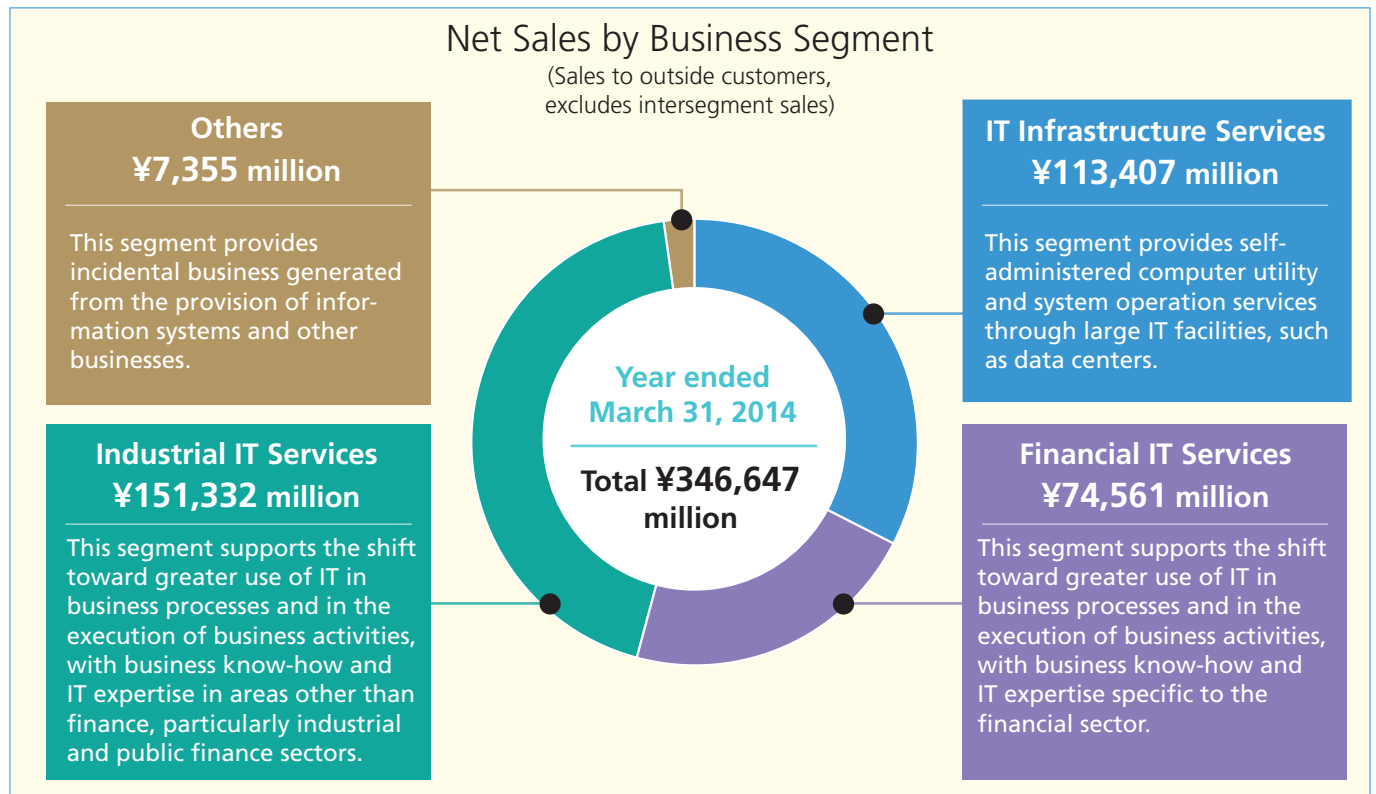 Net Sales by Business Segment
(Sales to outside customers,
excludes intersegment sales)
Others
¥7,355 million
This segment provides
incidental business generated
from the provision of infor-
mation systems and other
businesses.
IT Infrastructure Services
¥113,407 million
This segment provides self-
administered computer utility
and system operation services
through large IT facilities, such
as data centers.
Year ended
March 31, 2014
Total ¥346,647
million
Industrial IT Services
¥151,332 million
This segment supports the shift
toward greater use of IT in
business processes and in the
execution of business activities,
with business know-how and
IT expertise in areas other than
finance, particularly industrial
and public finance sectors.
Financial IT Services
¥74,561 million
This segment supports the shift
toward greater use of IT in
business processes and in the
execution of business activities,
with business know-how and
IT expertise specific to the
financial sector.